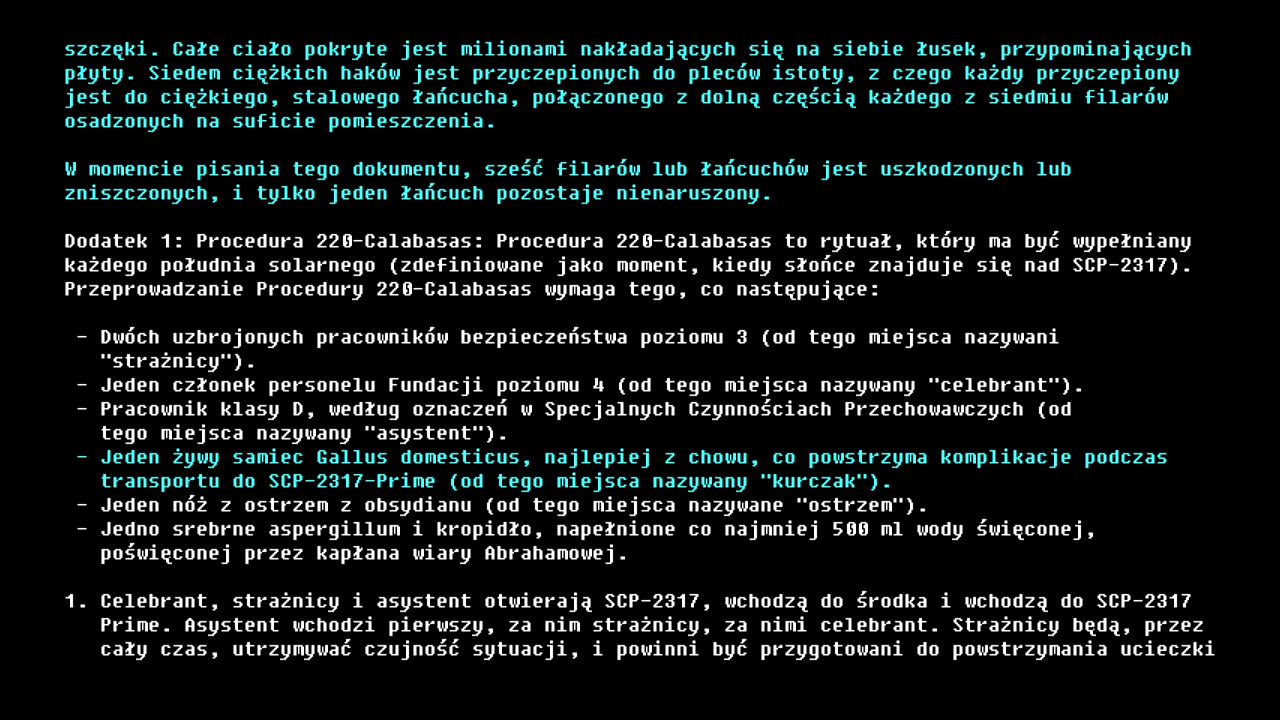 szczęki. Całe ciało pokryte jest milionami nakładających się na siebie łusek, przypominających
płyty. Siedem ciężkich haków jest przyczepionych do pleców istoty, z czego każdy przyczepiony
jest do ciężkiego, stalowego łańcucha, połączonego z dolną częścią każdego z siedmiu filarów
osadzonych na suficie pomieszczenia.
W momencie pisania tego dokumentu, sześć filarów lub łańcuchów jest uszkodzonych lub
zniszczonych, i tylko jeden łańcuch pozostaje nienaruszony.
Dodatek 1: Procedura 220-Calabasas: Procedura 220-Calabasas to rytuał, który ma być wypełniany
każdego południa solarnego (zdefiniowane jako moment, kiedy słońce znajduje się nad SCP-2317).
Przeprowadzanie Procedury 220-Calabasas wymaga tego, co następujące:
- Dwóch uzbrojonych pracowników bezpieczeństwa poziomu 3 (od tego miejsca nazywani
"strażnicy").
- Jeden członek personelu Fundacji poziomu 4 (od tego miejsca nazywany "celebrant").
- Pracownik klasy D, według oznaczeń w Specjalnych Czynnościach Przechowawczych (od
tego miejsca nazywany "asystent").
- Jeden żywy samiec Gallus domesticus, najlepiej z chowu, co powstrzyma komplikacje podczas
transportu do SCP-2317-Prime (od tego miejsca nazywany "kurczak").
- Jeden nóż z ostrzem z obsydianu (od tego miejsca nazywane "ostrzem").
- Jedno srebrne aspergillum i kropidło, napełnione co najmniej 500 ml wody święconej,
poświęconej przez kapłana wiary Abrahamowej.
1. Celebrant, strażnicy i asystent otwierają SCP-2317, wchodzą do środka i wchodzą do SCP-2317
Prime. Asystent wchodzi pierwszy, za nim strażnicy, za nimi celebrant. Strażnicy będą, przez
cały czas, utrzymywać czujność sytuacji, i powinni być przygotowani do powstrzymania ucieczki